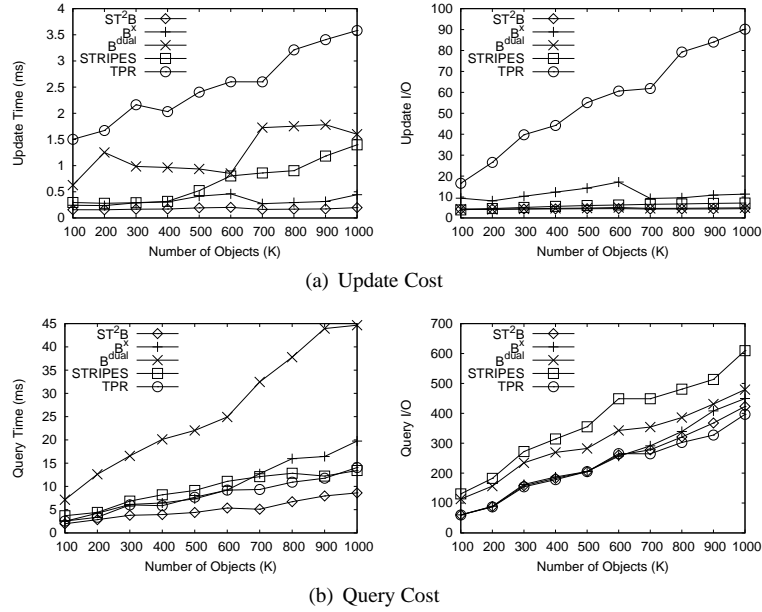 ST²B
Bˣ
B^dual
STRIPES
TPR
4
3.5
3
2.5
2
1.5
1
0.5
0
Update Time (ms)
100 200 300 400 500 600 700 800 900 1000
Number of Objects (K)
ST²B
Bˣ
B^dual
STRIPES
TPR
100
90
80
70
60
50
40
30
20
10
0
Update I/O
100 200 300 400 500 600 700 800 900 1000
Number of Objects (K)
(a) Update Cost
ST²B
Bˣ
B^dual
STRIPES
TPR
45
40
35
30
25
20
15
10
5
0
Query Time (ms)
100 200 300 400 500 600 700 800 900 1000
Number of Objects (K)
ST²B
Bˣ
B^dual
STRIPES
TPR
700
600
500
400
300
200
100
0
Query I/O
100 200 300 400 500 600 700 800 900 1000
Number of Objects (K)
(b) Query Cost